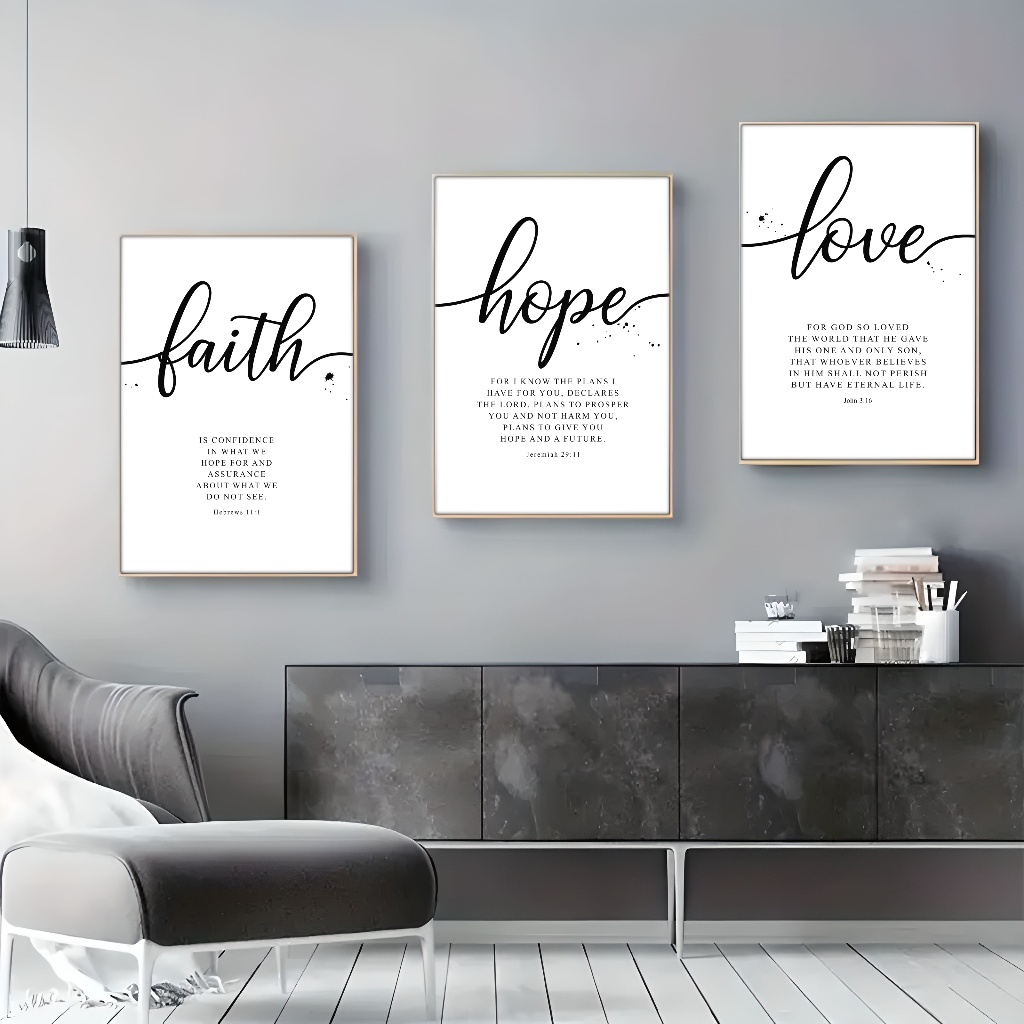 faith
IS CONFIDENCE
IN WHAT WE
HOPE FOR AND
ASSURANCE
ABOUT WHAT WE
DO NOT SEE.
Hebrews 11:1
hope
FOR I KNOW THE PLANS I
HAVE FOR YOU, DECLARES
THE LORD. PLANS TO PROSPER
YOU AND NOT HARM YOU,
PLANS TO GIVE YOU
HOPE AND A FUTURE.
Jeremiah 29:11
love
FOR GOD SO LOVED
THE WORLD THAT HE GAVE
HIS ONE AND ONLY SON,
THAT WHOEVER BELIEVES
IN HIM SHALL NOT PERISH
BUT HAVE ETERNAL LIFE.
John 3:16